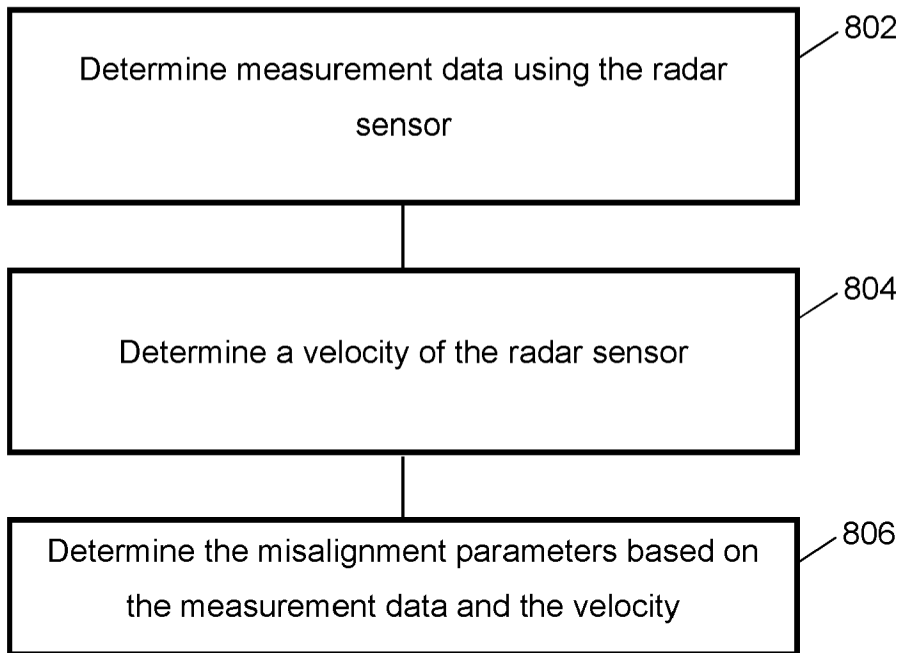 802
Determine measurement data using the radar
sensor
804
Determine a velocity of the radar sensor
806
Determine the misalignment parameters based on
the measurement data and the velocity